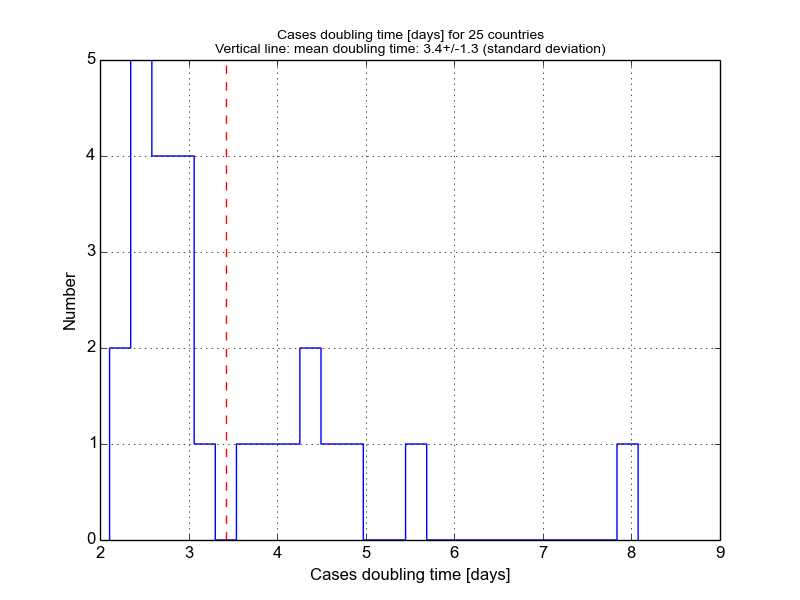 Cases doubling time [days] for 25 countries
Vertical line: mean doubling time: 3.4+/-1.3 (standard deviation)
5
4
3
2
1
0
Number
2 3 4 5 6 7 8 9
Cases doubling time [days]